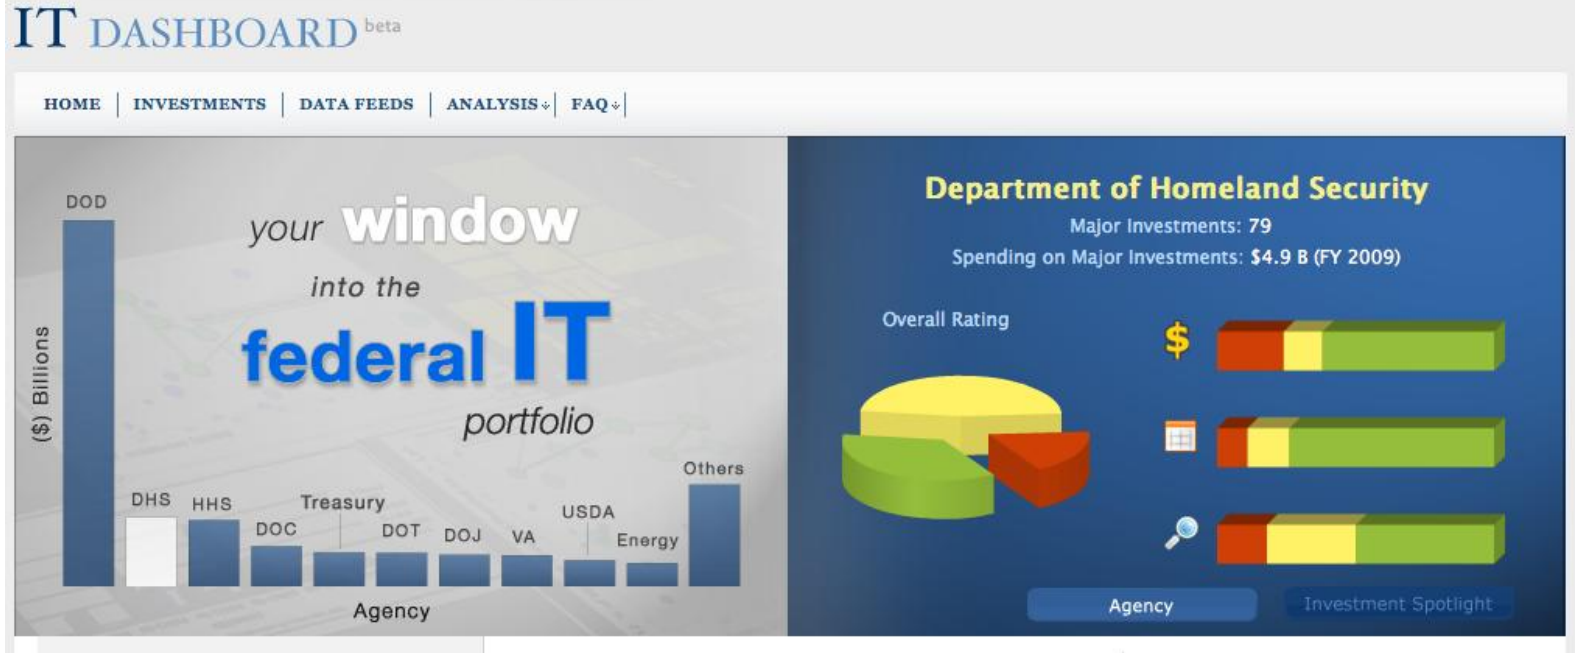 IT DASHBOARD beta
HOME | INVESTMENTS | DATA FEEDS | ANALYSIS | FAQ |
your window
into the
federal IT
portfolio
($) Billions
DOD
DHS
HHS
DOC
Treasury
DOT
DOJ
VA
USDA
Energy
Others
Agency
Department of Homeland Security
Major Investments: 79
Spending on Major Investments: $4.9 B (FY 2009)
Overall Rating
$
Agency
Investment Spotlight